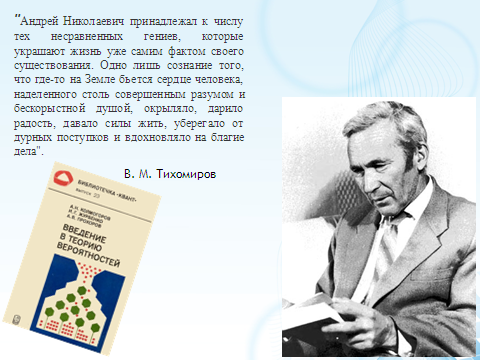 "Андрей Николаевич принадлежал к числу
тех несравненных гениев, которые
украшают жизнь уже самим фактом своего
существования. Одно лишь сознание того,
что где-то на Земле бьется сердце человека,
наделенного столь совершенным разумом и
бескорыстной душой, окрыляло, дарило
радость, давало силы жить, уберегало от
дурных поступков и вдохновляло на благие
дела".
В. М. Тихомиров
БИБЛИОТЕЧКА «КВАНТ»
выпуск 23
А.Н. КОЛМОГОРОВ
И.Г. ЖУРБЕНКО
А.В. ПРОХОРОВ
ВВЕДЕНИЕ
В ТЕОРИЮ
ВЕРОЯТНОСТЕЙ